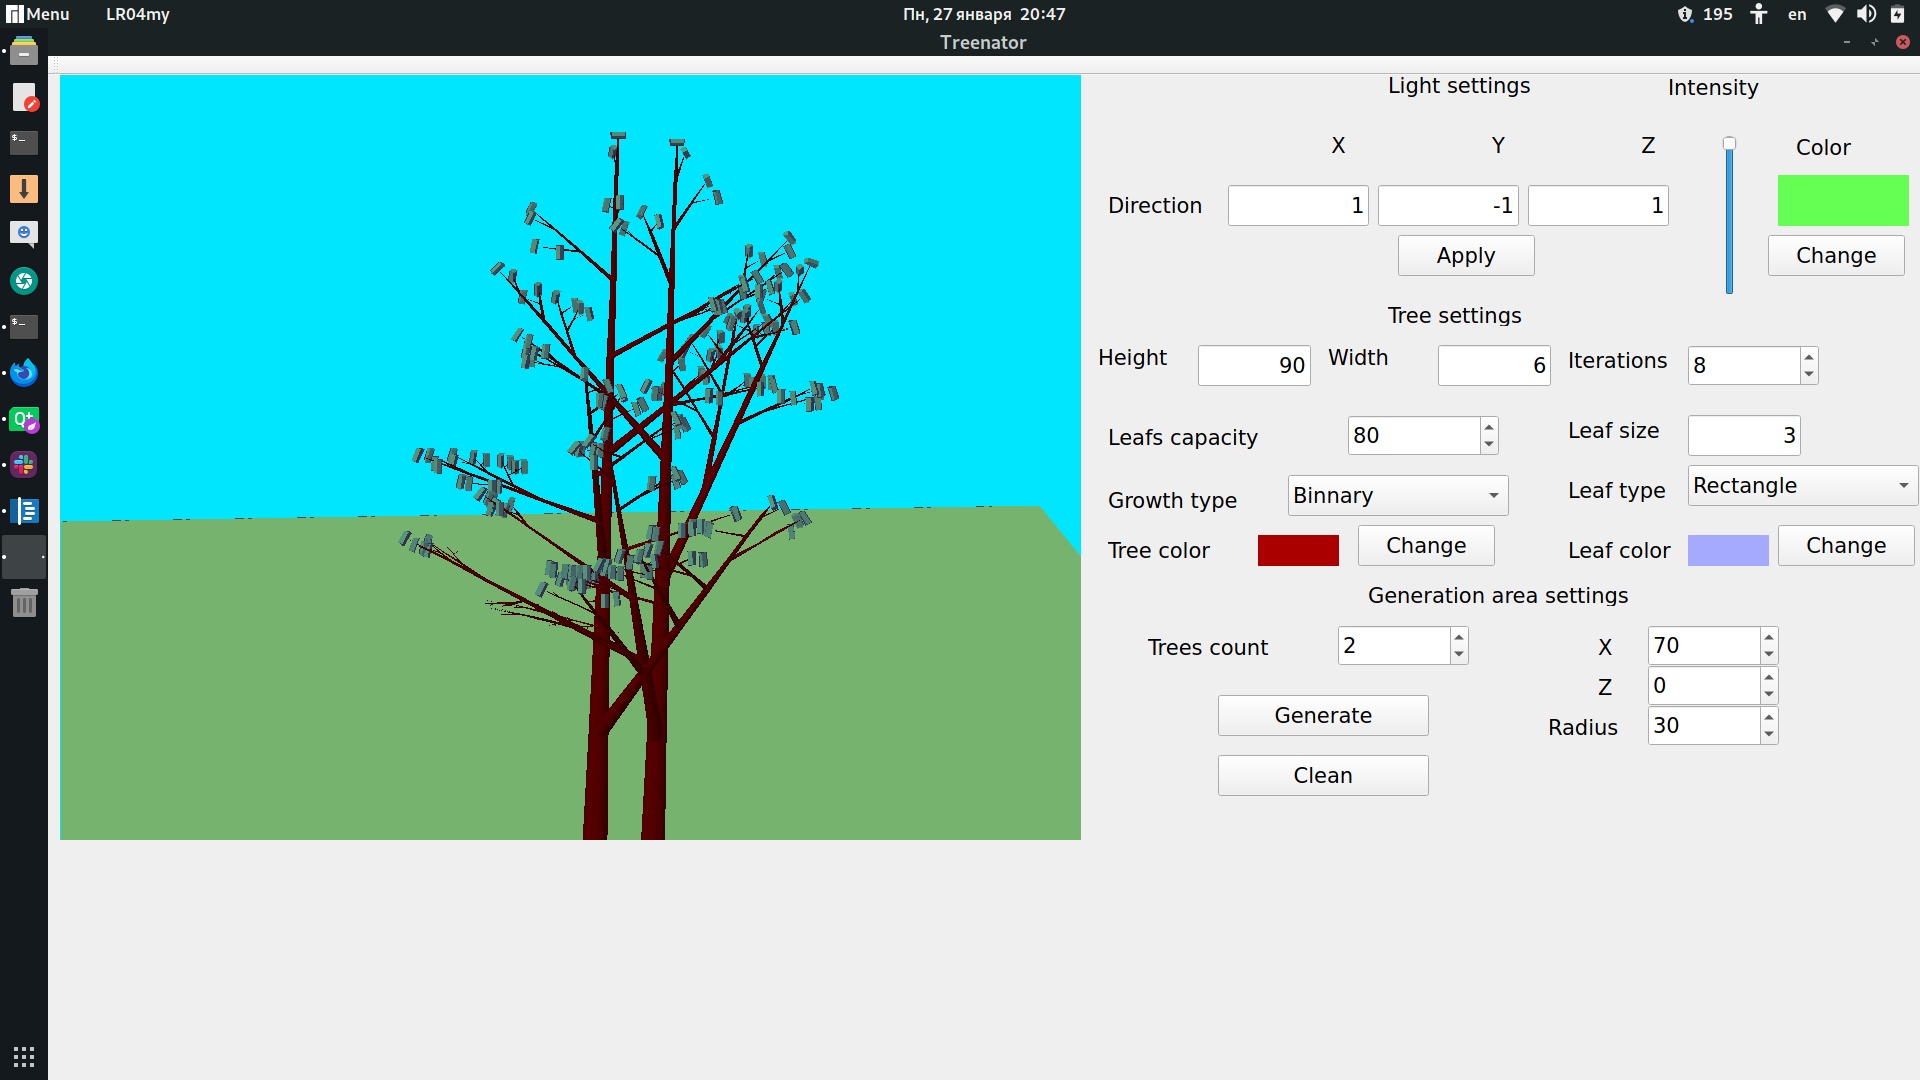 Menu LR04my Пн, 27 января 20:47 195 en
Treenator
Light settings Intensity
X Y Z Color
Direction 1 -1 1
Apply Change
Tree settings
Height 90 Width 6 Iterations 8
Leafs capacity 80 Leaf size 3
Growth type Binnary Leaf type Rectangle
Tree color Change Leaf color Change
Generation area settings
Trees count 2 X 70
Z 0
Generate Radius 30
Clean